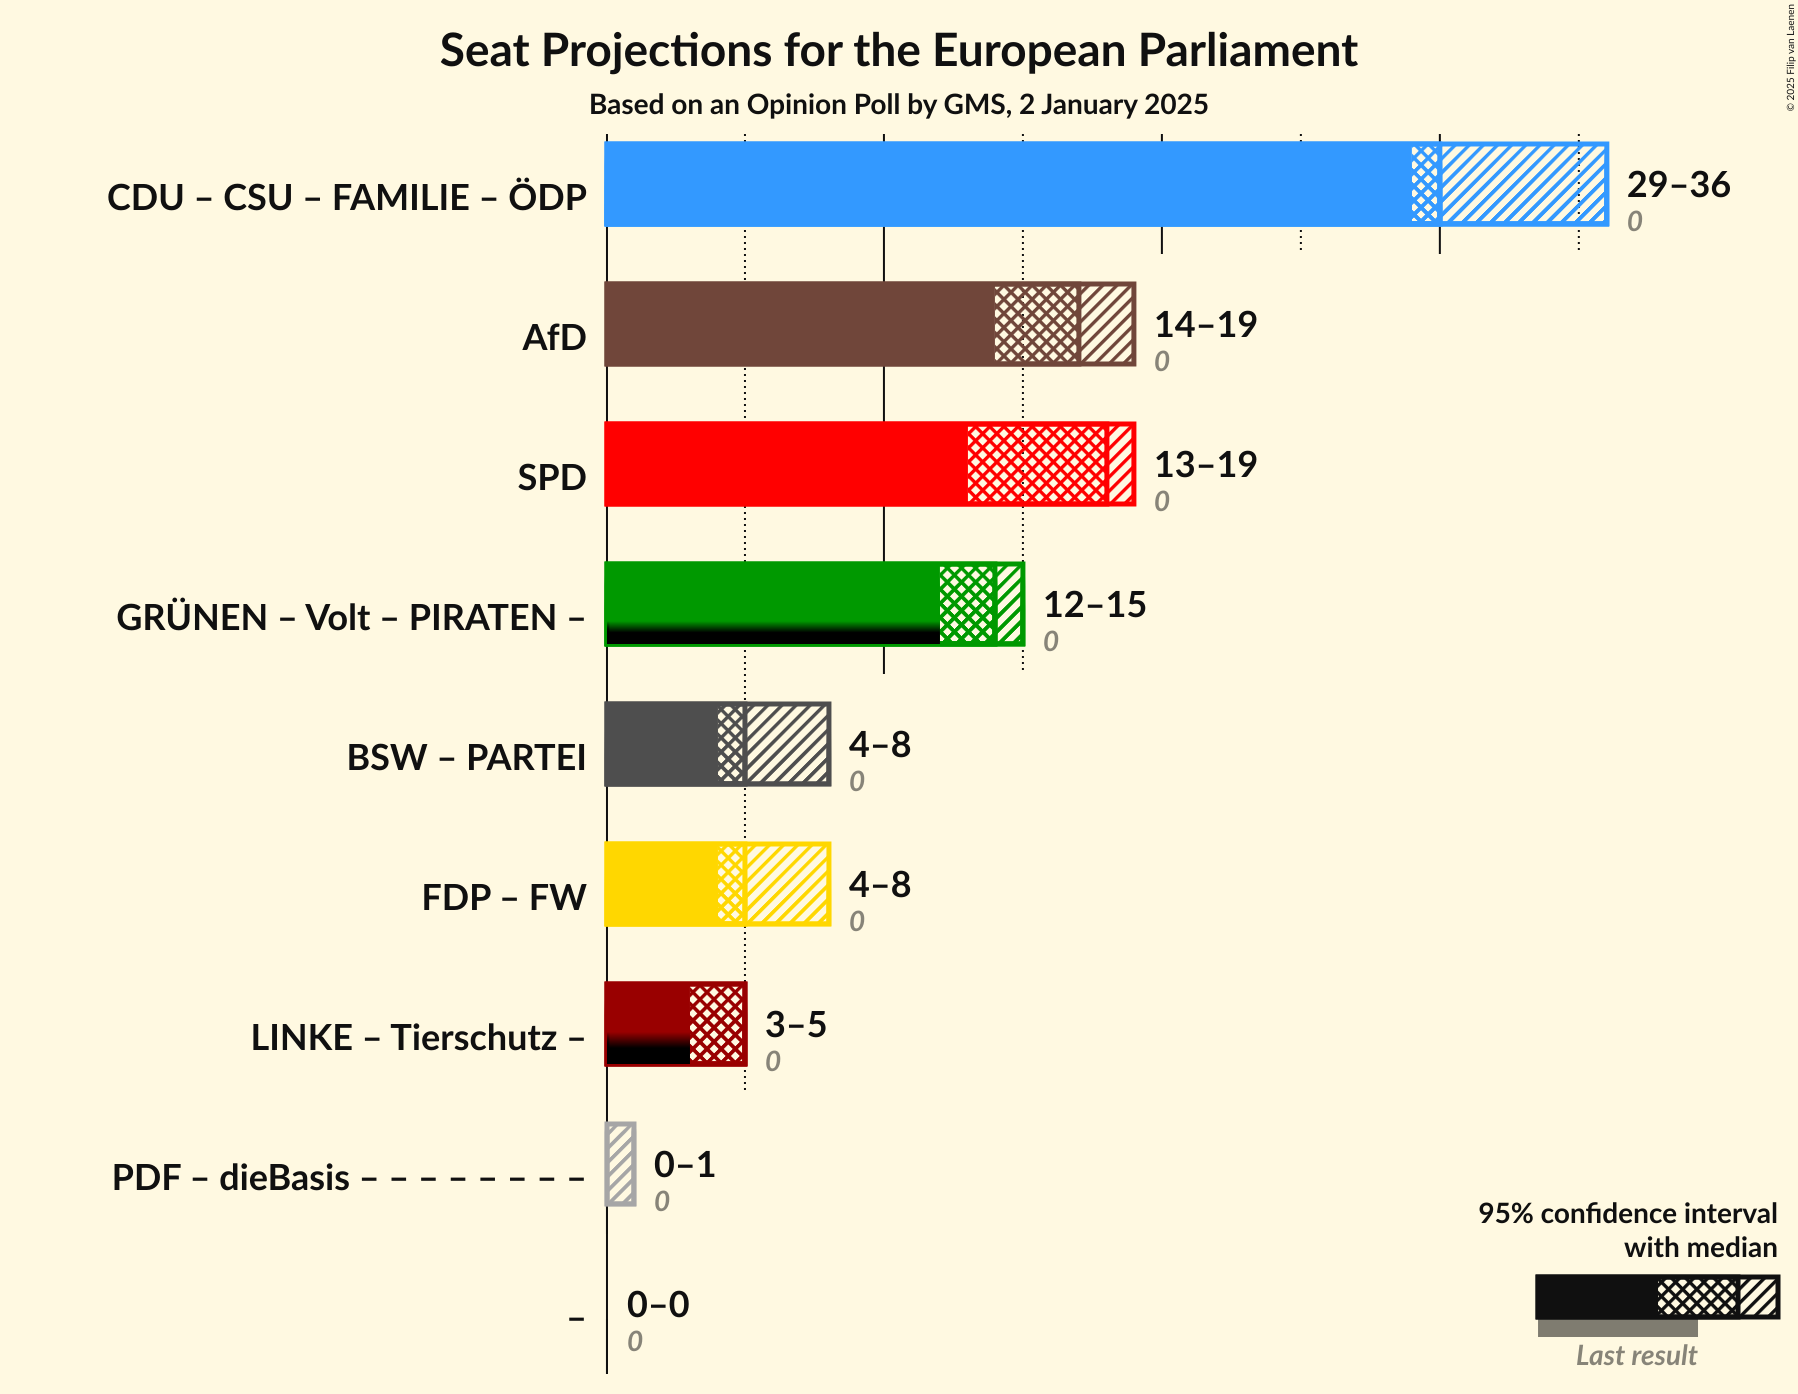 Seat Projections for the European Parliament
Based on an Opinion Poll by GMS, 2 January 2025
© 2025 Filip van Laenen
CDU – CSU – FAMILIE – ÖDP
29–36
0
AfD
14–19
0
SPD
13–19
0
GRÜNEN – Volt – PIRATEN –
12–15
0
BSW – PARTEI
4–8
0
FDP – FW
4–8
0
LINKE – Tierschutz –
3–5
0
PDF – dieBasis – – – – – – – –
0–1
0
–
0–0
0
95% confidence interval
with median
Last result